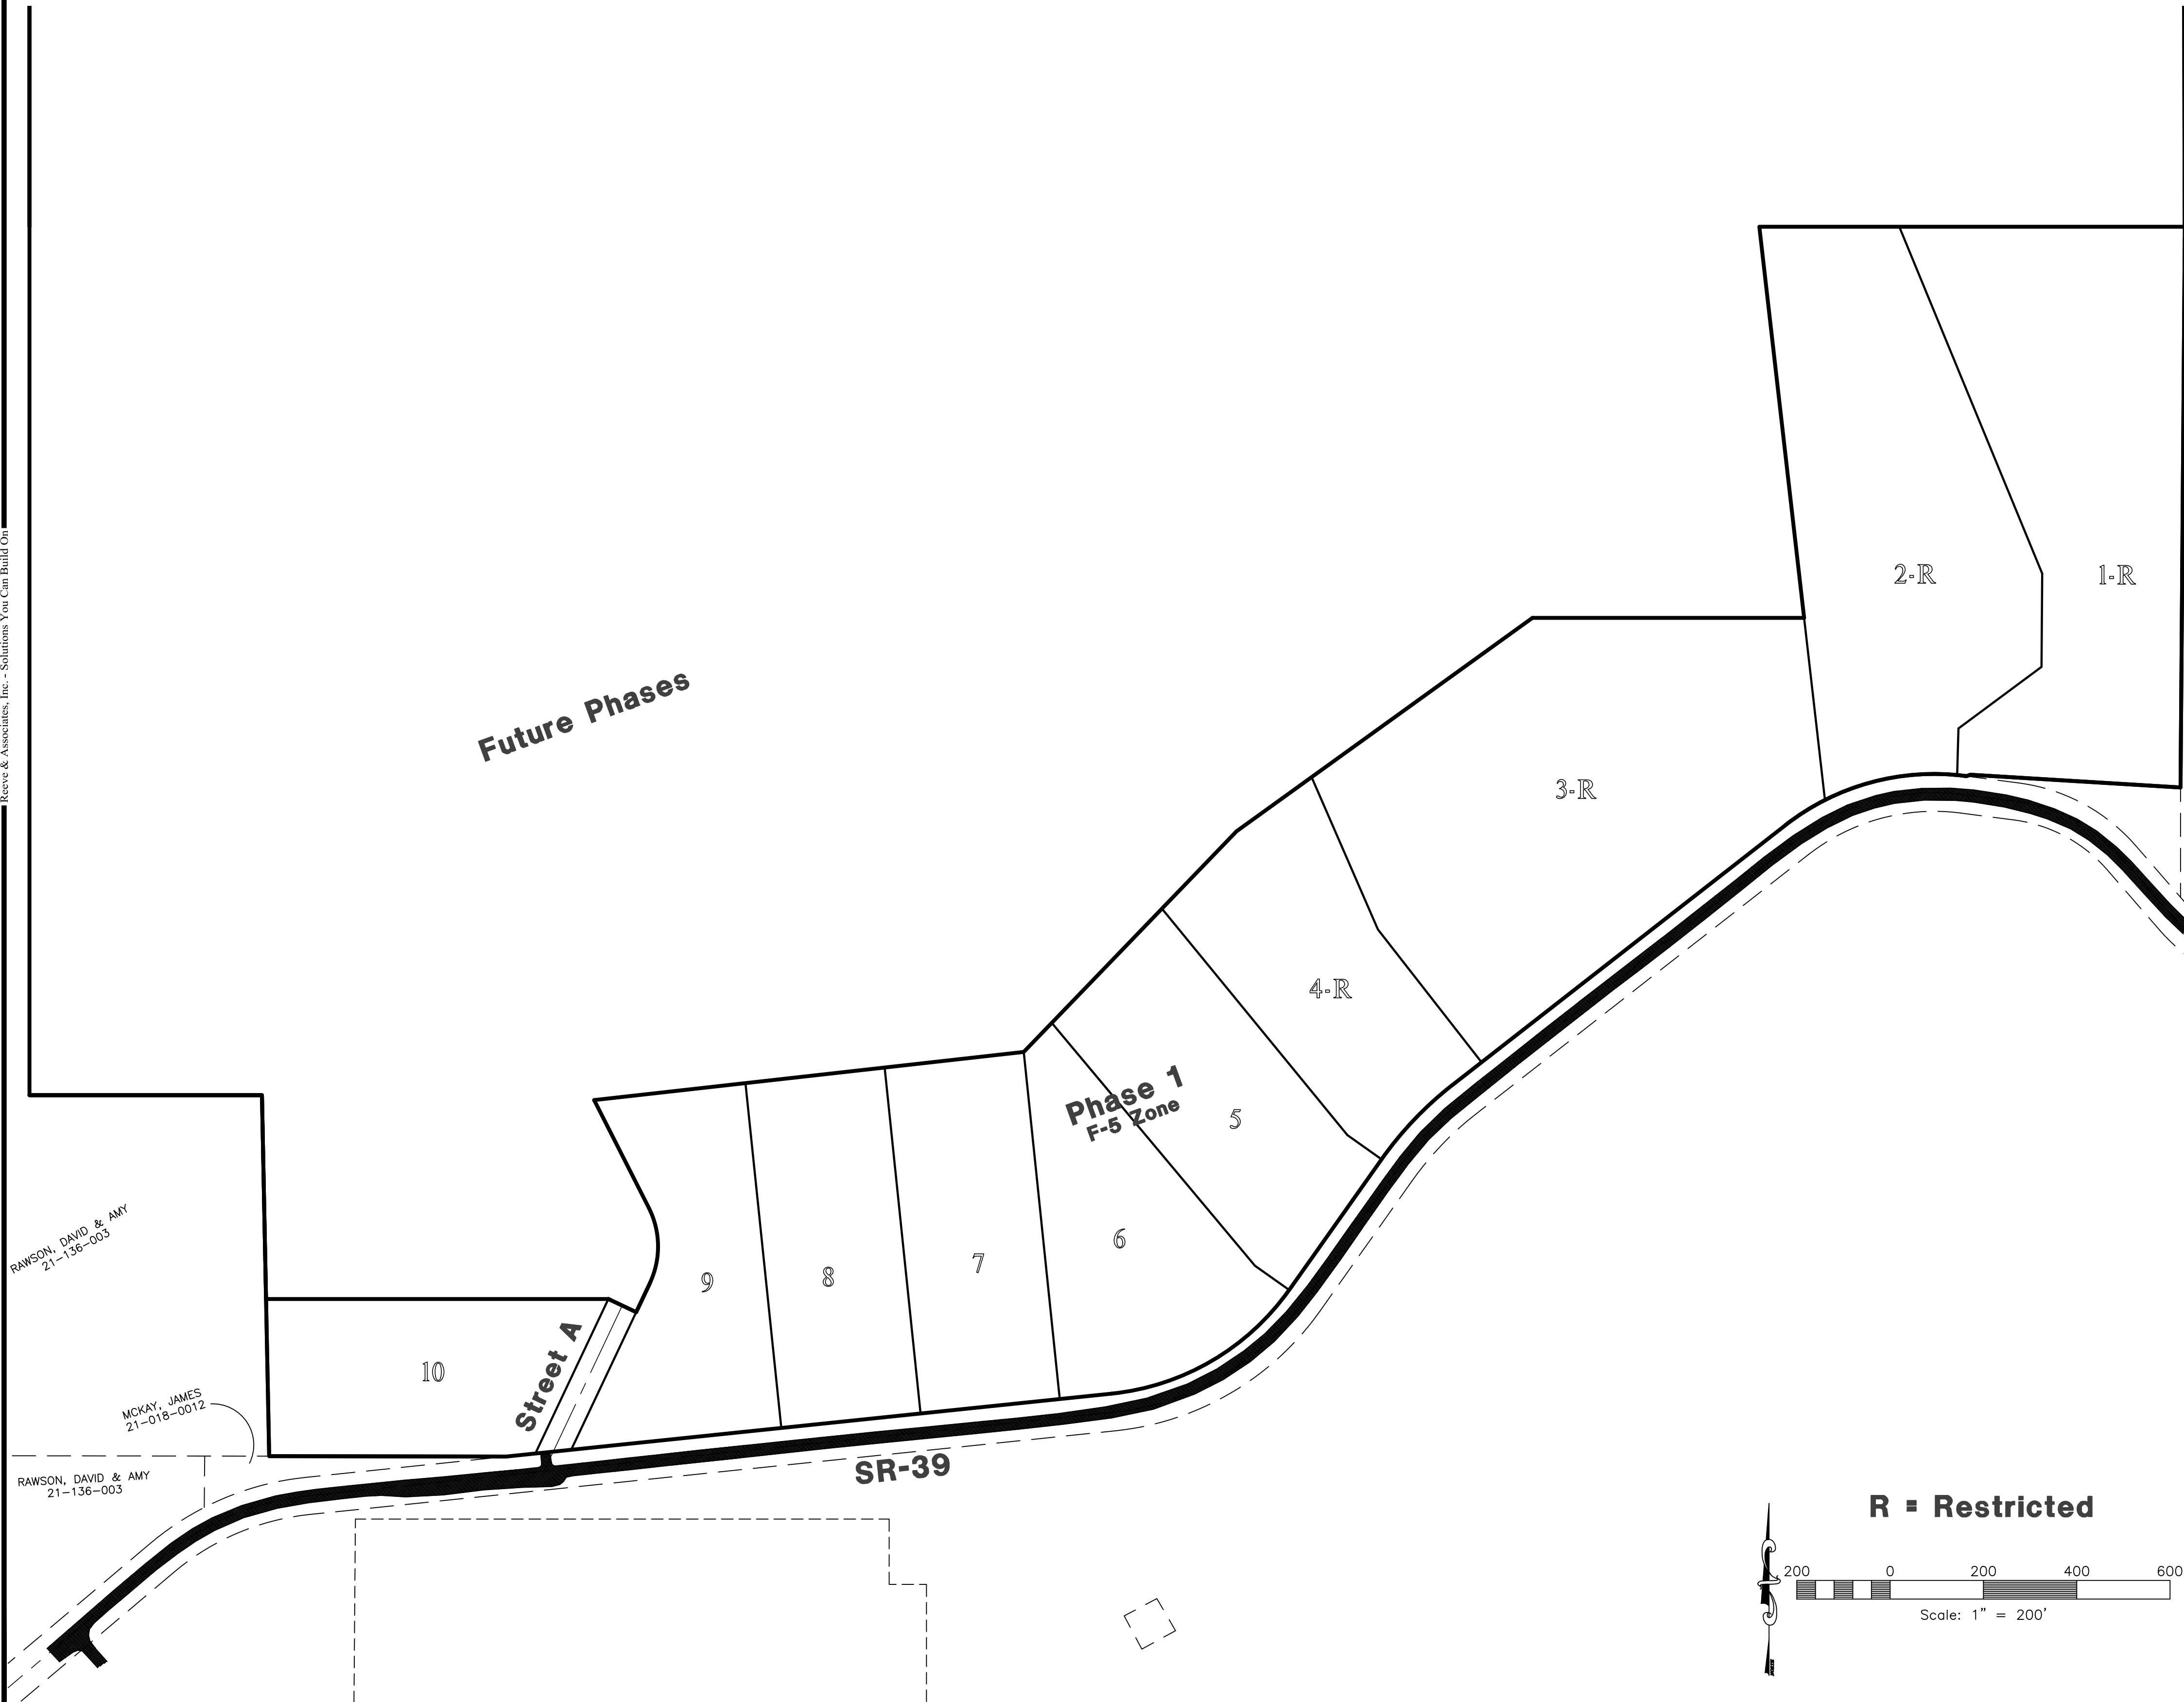 Reeve & Associates, Inc. - Solutions You Can Build On
2-R
1-R
Future Phases
3-R
4-R
Phase 1
F-5 Zone
5
6
7
8
9
10
Street A
RAWSON, DAVID & AMY
21-136-003
MCKAY, JAMES
21-018-0012
RAWSON, DAVID & AMY
21-136-003
SR-39
R = Restricted
200 0 200 400 600
Scale: 1" = 200'